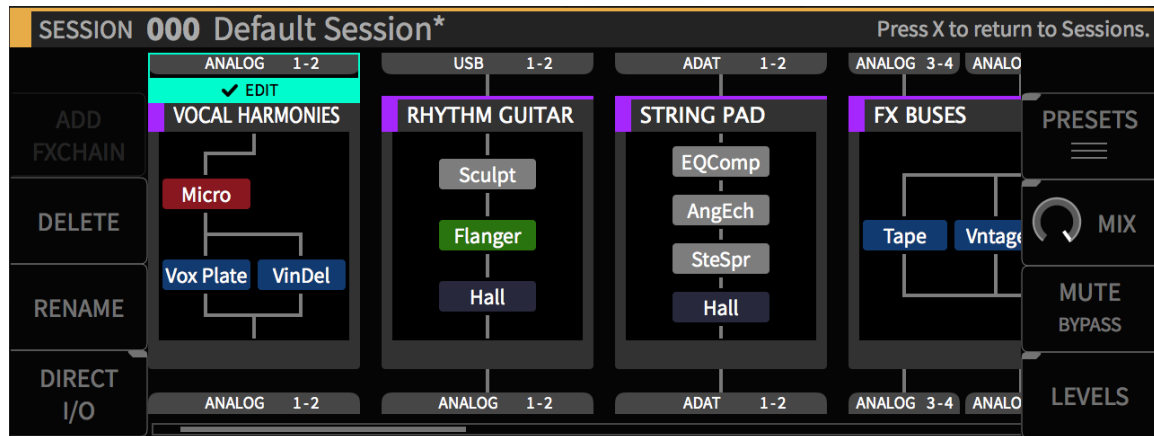 SESSION 000 Default Session*
Press X to return to Sessions.
ADD
FXCHAIN
DELETE
RENAME
DIRECT
I/O
ANALOG 1-2
✓ EDIT
VOCAL HARMONIES
Micro
Vox Plate VinDel
ANALOG 1-2
USB 1-2
RHYTHM GUITAR
Sculpt
Flanger
Hall
ANALOG 1-2
ADAT 1-2
STRING PAD
EQComp
AngEch
SteSpr
Hall
ADAT 1-2
ANALOG 3-4 ANALO
FX BUSES
Tape Vntage
ANALOG 3-4 ANALO
PRESETS
MIX
MUTE
BYPASS
LEVELS